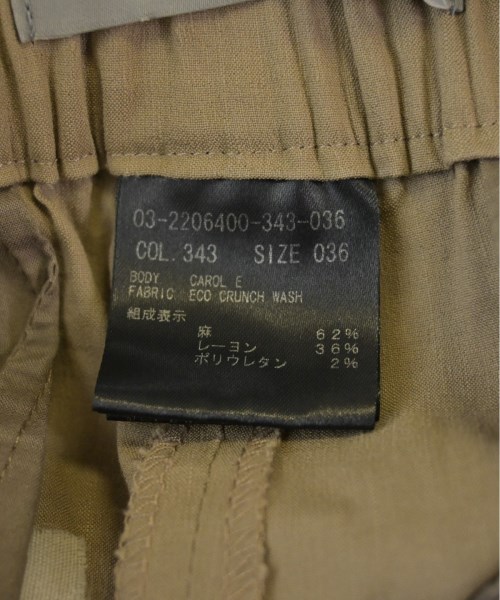 03-2206400-343-036
COL.343 SIZE 036
BODY CAROL E
FABRIC ECO CRUNCH WASH
組成表示
麻 62%
レーヨン 36%
ポリウレタン 2%